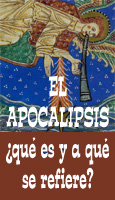 EL
APOCALIPSIS
¿qué es y a qué
se refiere?